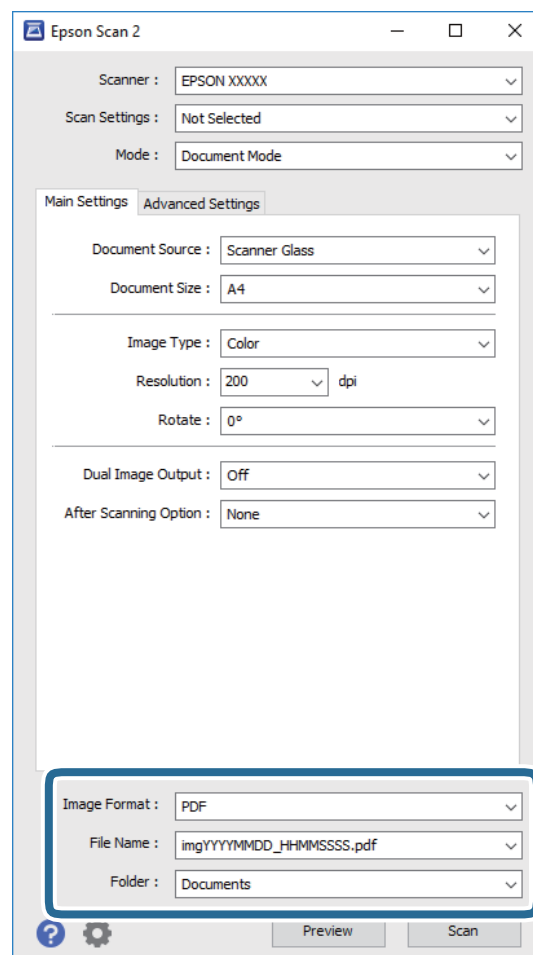 Epson Scan 2
Scanner : EPSON XXXXX
Scan Settings : Not Selected
Mode : Document Mode
Main Settings Advanced Settings
Document Source : Scanner Glass
Document Size : A4
Image Type : Color
Resolution : 200 dpi
Rotate : 0°
Dual Image Output : Off
After Scanning Option : None
Image Format : PDF
File Name : imgYYYYMMDD_HHMMSSSS.pdf
Folder : Documents
? Preview Scan